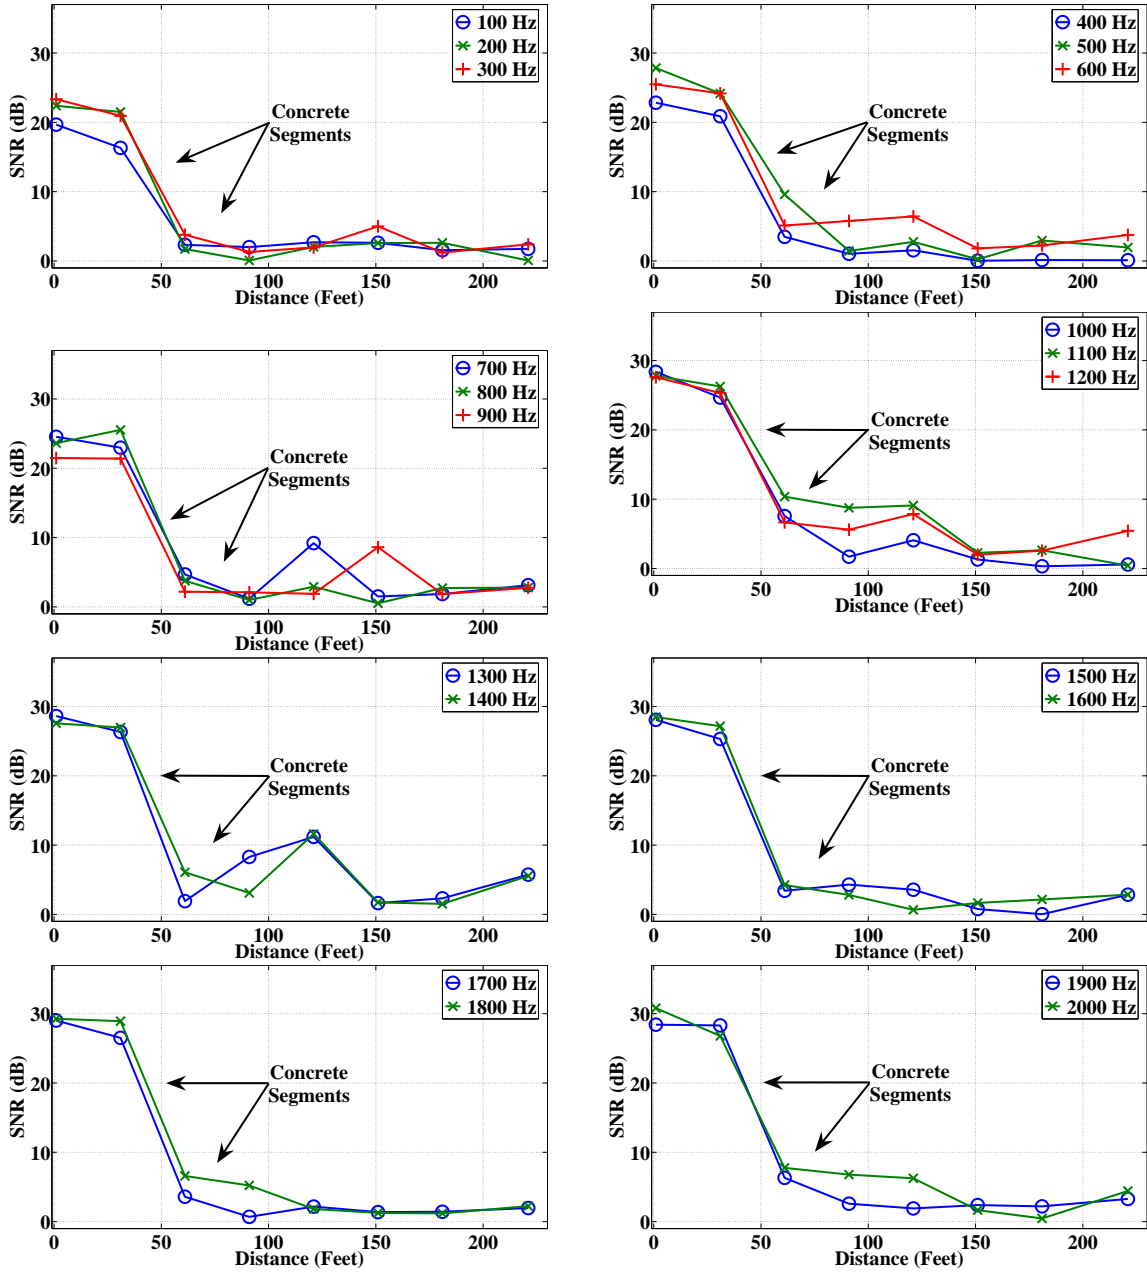 100 Hz
200 Hz
300 Hz
SNR (dB)
30
20
10
0
Concrete
Segments
0 50 100 150 200
Distance (Feet)
400 Hz
500 Hz
600 Hz
SNR (dB)
30
20
10
0
Concrete
Segments
0 50 100 150 200
Distance (Feet)
700 Hz
800 Hz
900 Hz
SNR (dB)
30
20
10
0
Concrete
Segments
0 50 100 150 200
Distance (Feet)
1000 Hz
1100 Hz
1200 Hz
SNR (dB)
30
20
10
0
Concrete
Segments
0 50 100 150 200
Distance (Feet)
1300 Hz
1400 Hz
SNR (dB)
30
20
10
0
Concrete
Segments
0 50 100 150 200
Distance (Feet)
1500 Hz
1600 Hz
SNR (dB)
30
20
10
0
Concrete
Segments
0 50 100 150 200
Distance (Feet)
1700 Hz
1800 Hz
SNR (dB)
30
20
10
0
Concrete
Segments
0 50 100 150 200
Distance (Feet)
1900 Hz
2000 Hz
SNR (dB)
30
20
10
0
Concrete
Segments
0 50 100 150 200
Distance (Feet)